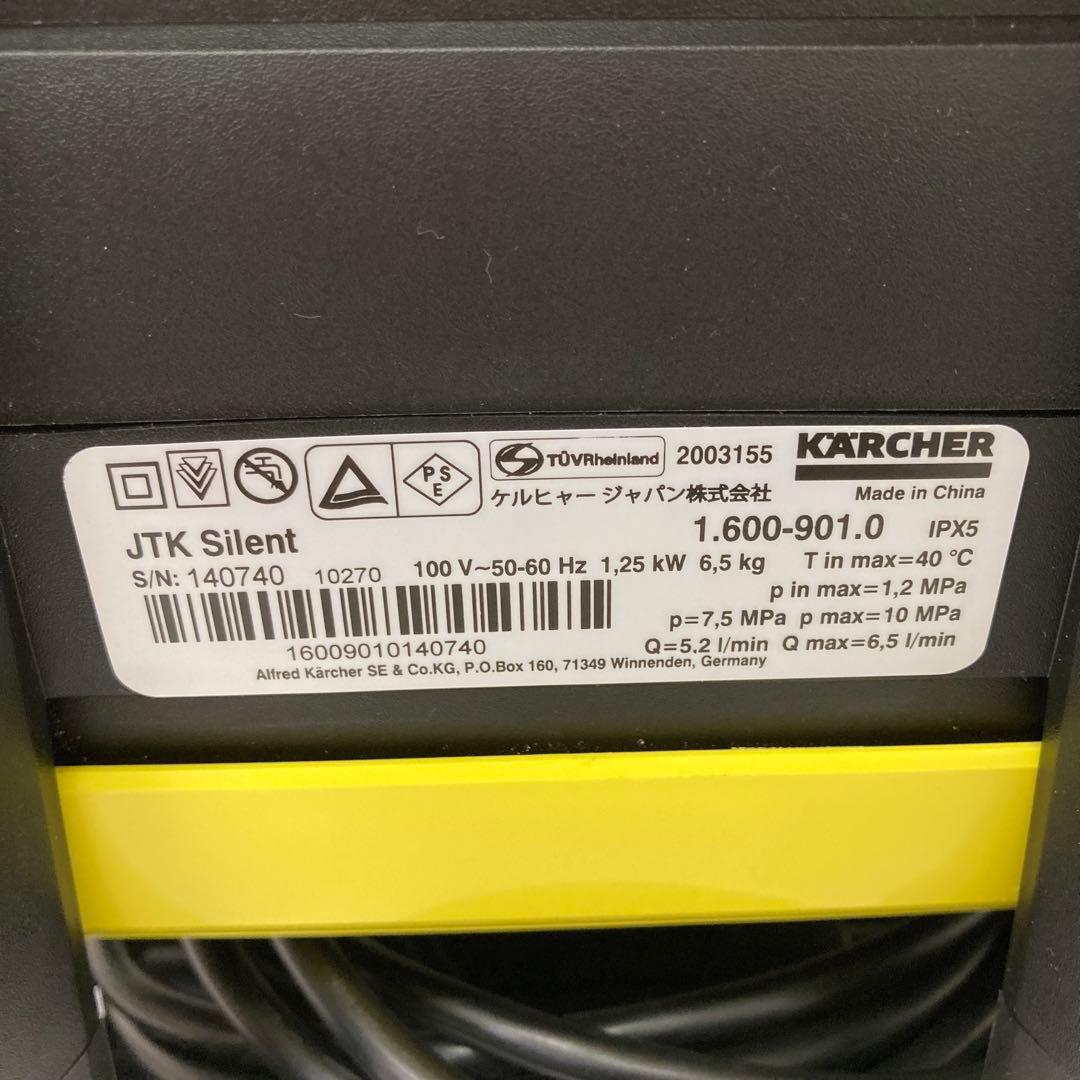 PSE
TÜVRheinland 2003155 KÄRCHER
ケルヒャー ジャパン株式会社 Made in China
JTK Silent 1.600-901.0 IPX5
S/N: 140740 10270 100 V~50-60 Hz 1,25 kW 6,5 kg T in max=40 °C
p in max=1,2 MPa
p=7,5 MPa p max=10 MPa
16009010140740 Q=5,2 l/min Q max=6,5 l/min
Alfred Kärcher SE & Co.KG, P.O.Box 160, 71349 Winnenden, Germany